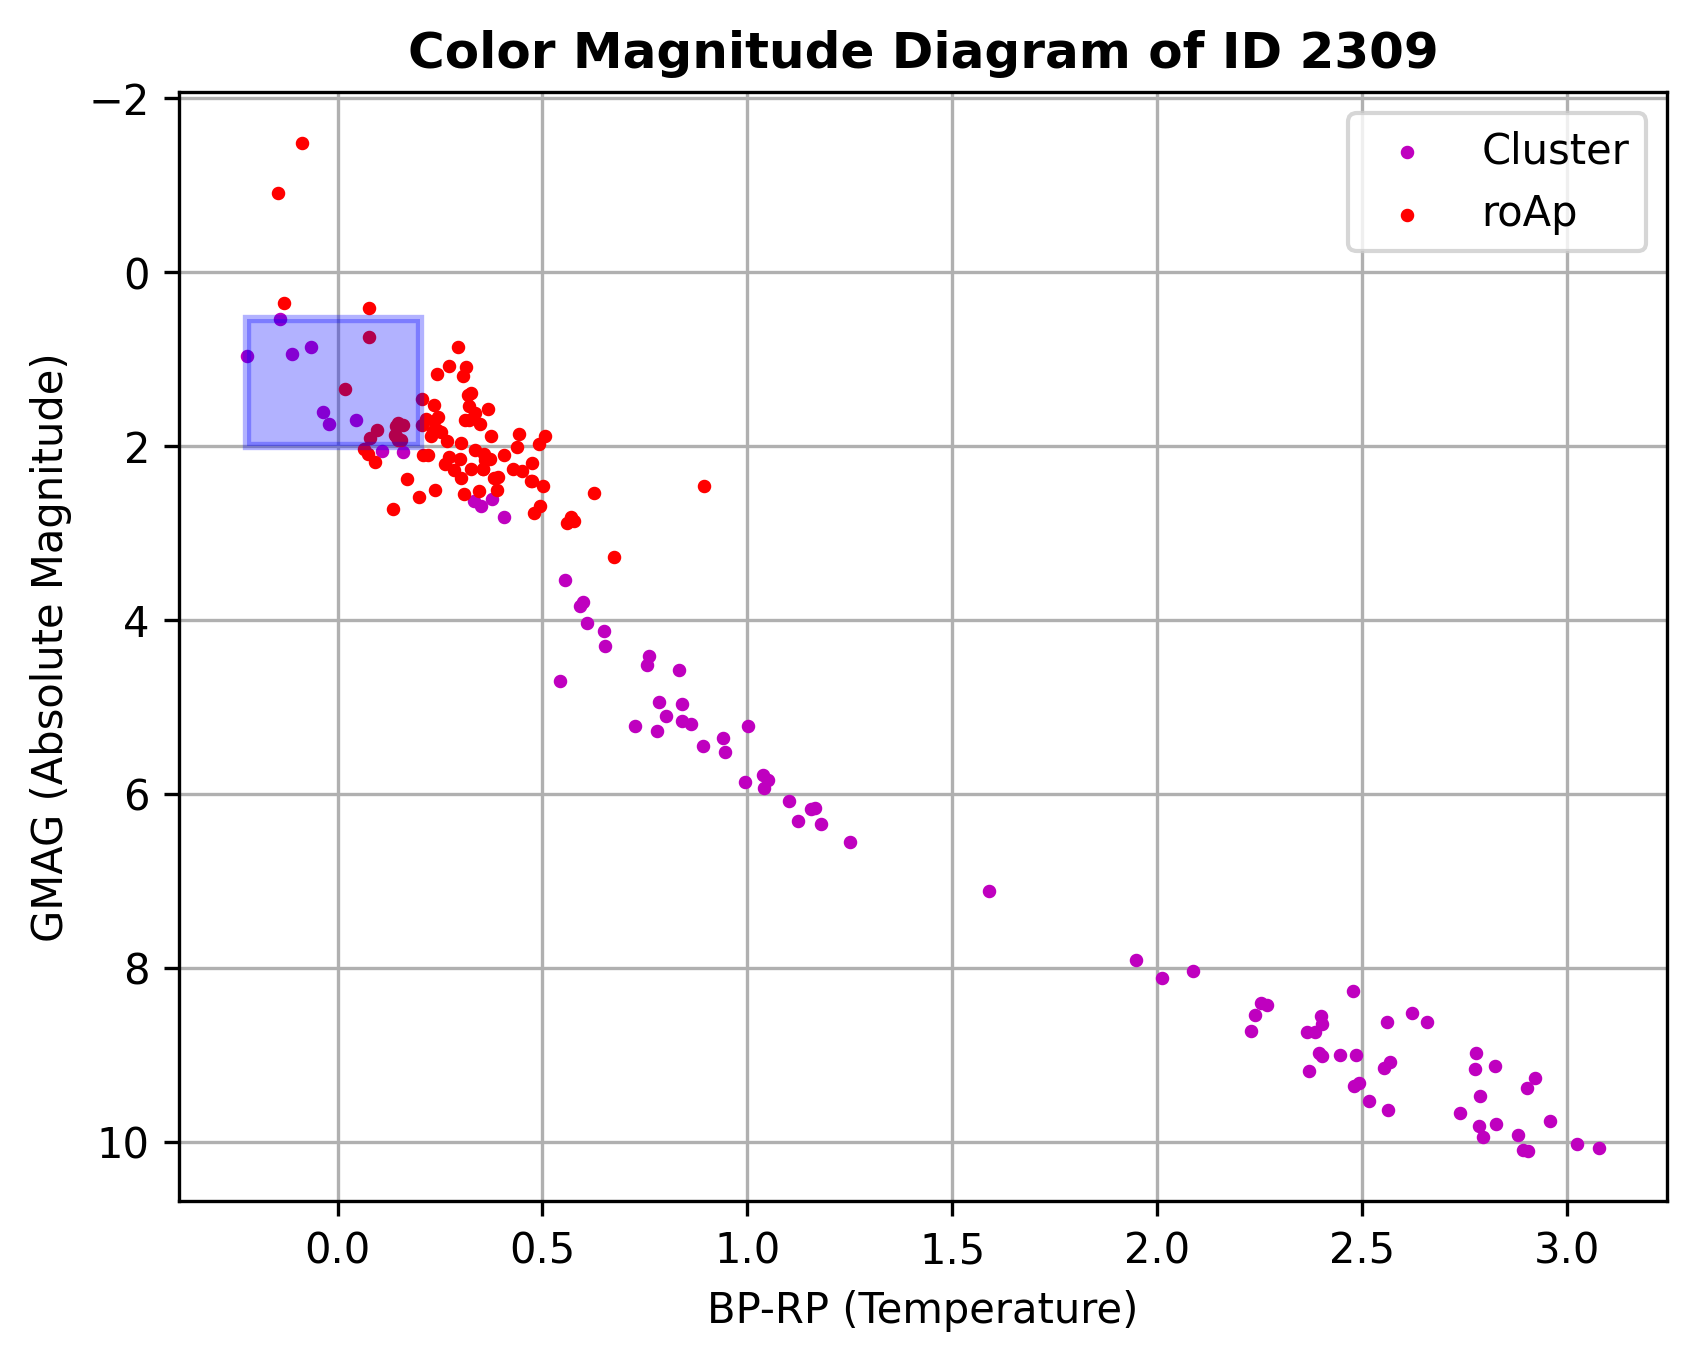 Color Magnitude Diagram of ID 2309
Cluster
roAp
GMAG (Absolute Magnitude)
−2
0
2
4
6
8
10
0.0 0.5 1.0 1.5 2.0 2.5 3.0
BP-RP (Temperature)